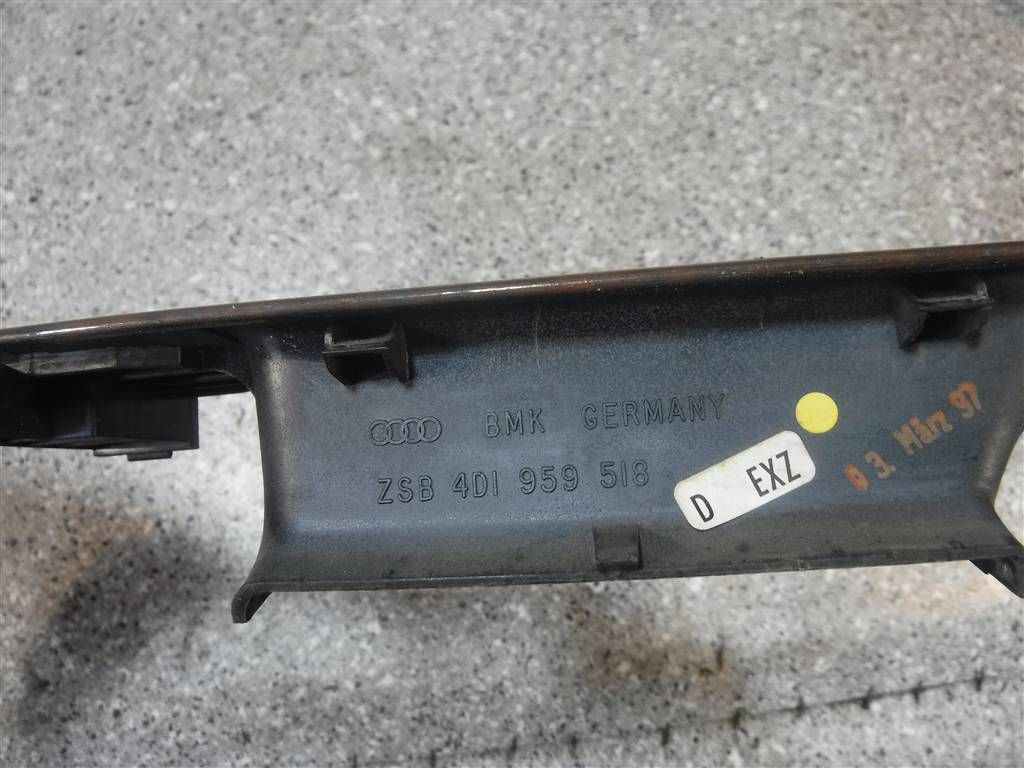 BMK GERMANY
ZSB 4D1 959 518
D EXZ
03. März 97